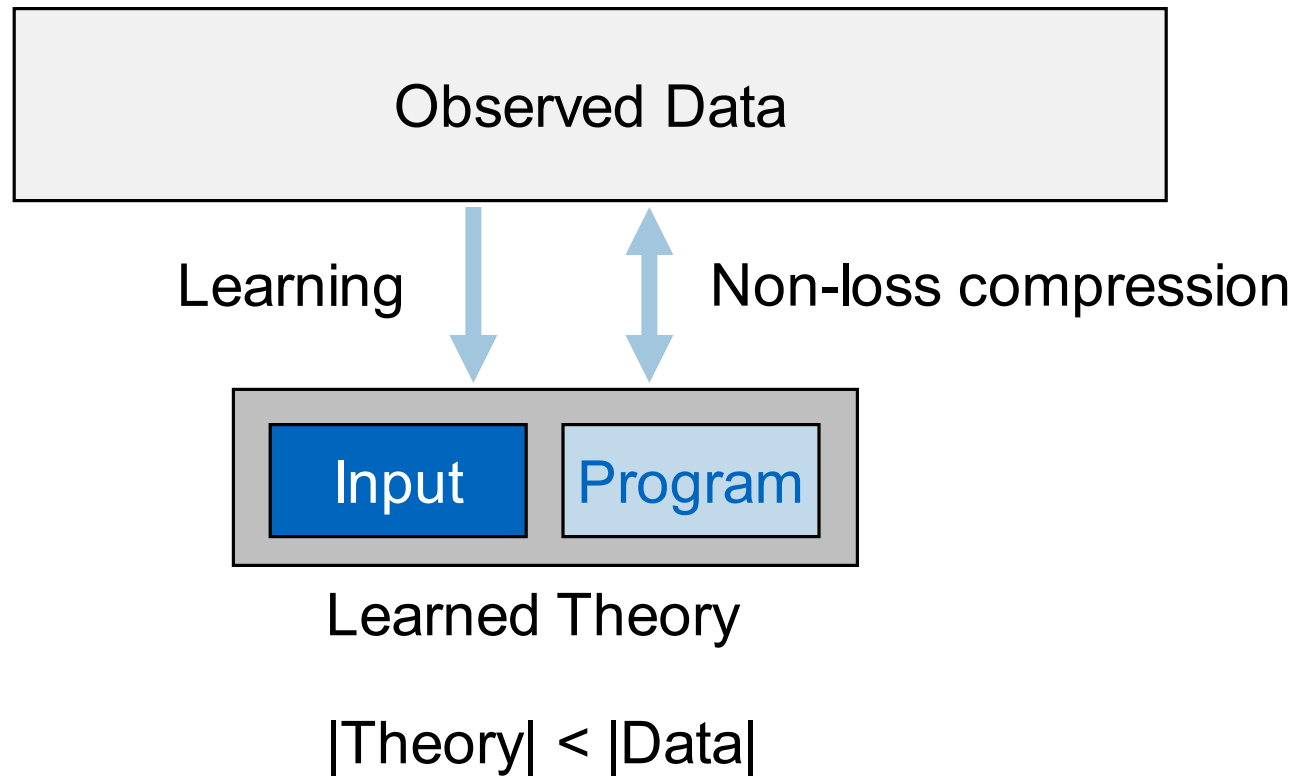 Observed Data
Learning
Non-loss compression
Input
Program
Learned Theory
|Theory| < |Data|